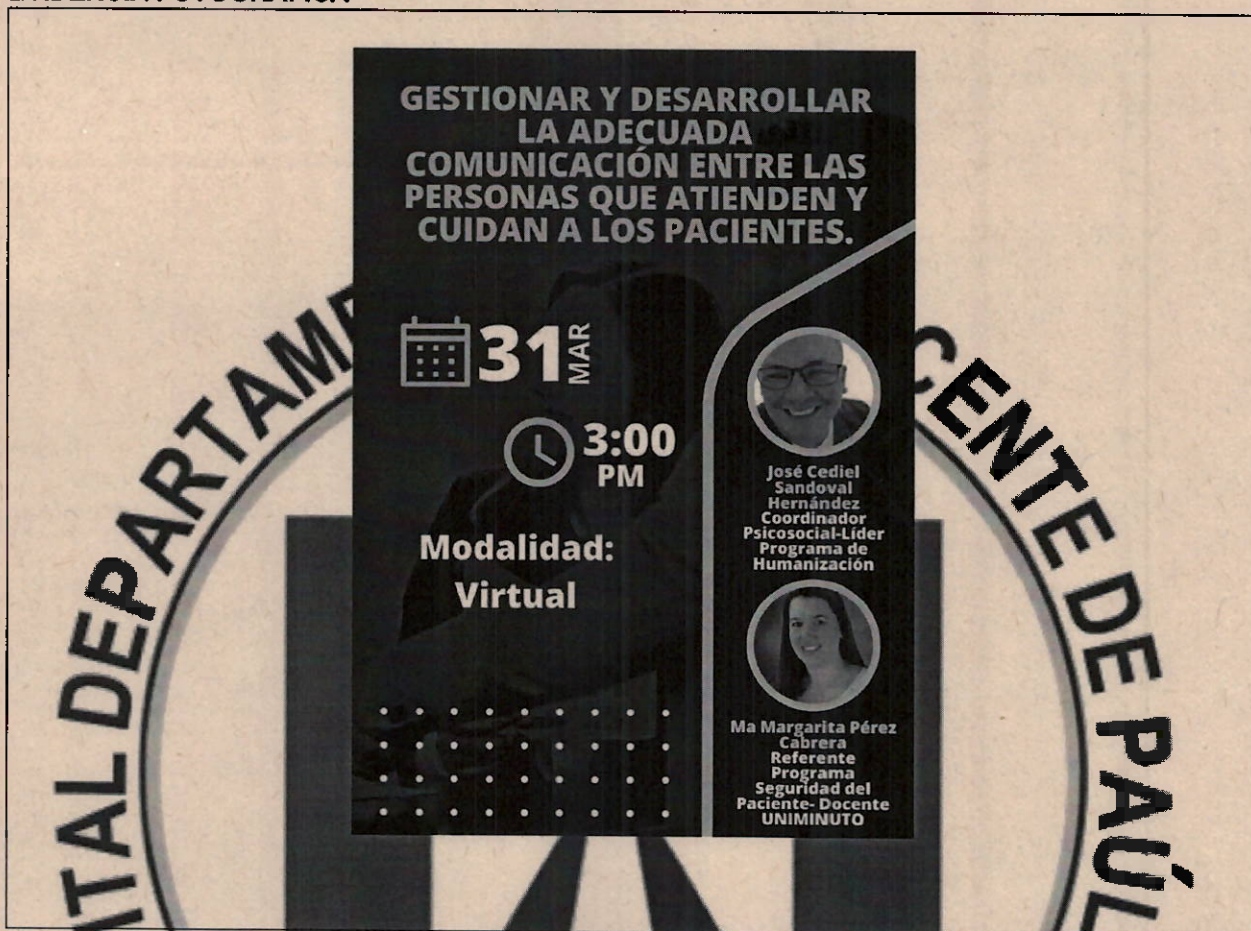 GESTIONAR Y DESARROLLAR
LA ADECUADA
COMUNICACIÓN ENTRE LAS
PERSONAS QUE ATIENDEN Y
CUIDAN A LOS PACIENTES.
31
MAR
3:00
PM
Modalidad:
Virtual
José Cediel
Sandoval
Hernández
Coordinador
Psicosocial-Líder
Programa de
Humanización
Ma Margarita Pérez
Cabrera
Referente
Programa
Seguridad del
Paciente- Docente
UNIMINUTO
ITAL DEPARTAM
CENTE DE PAÚL